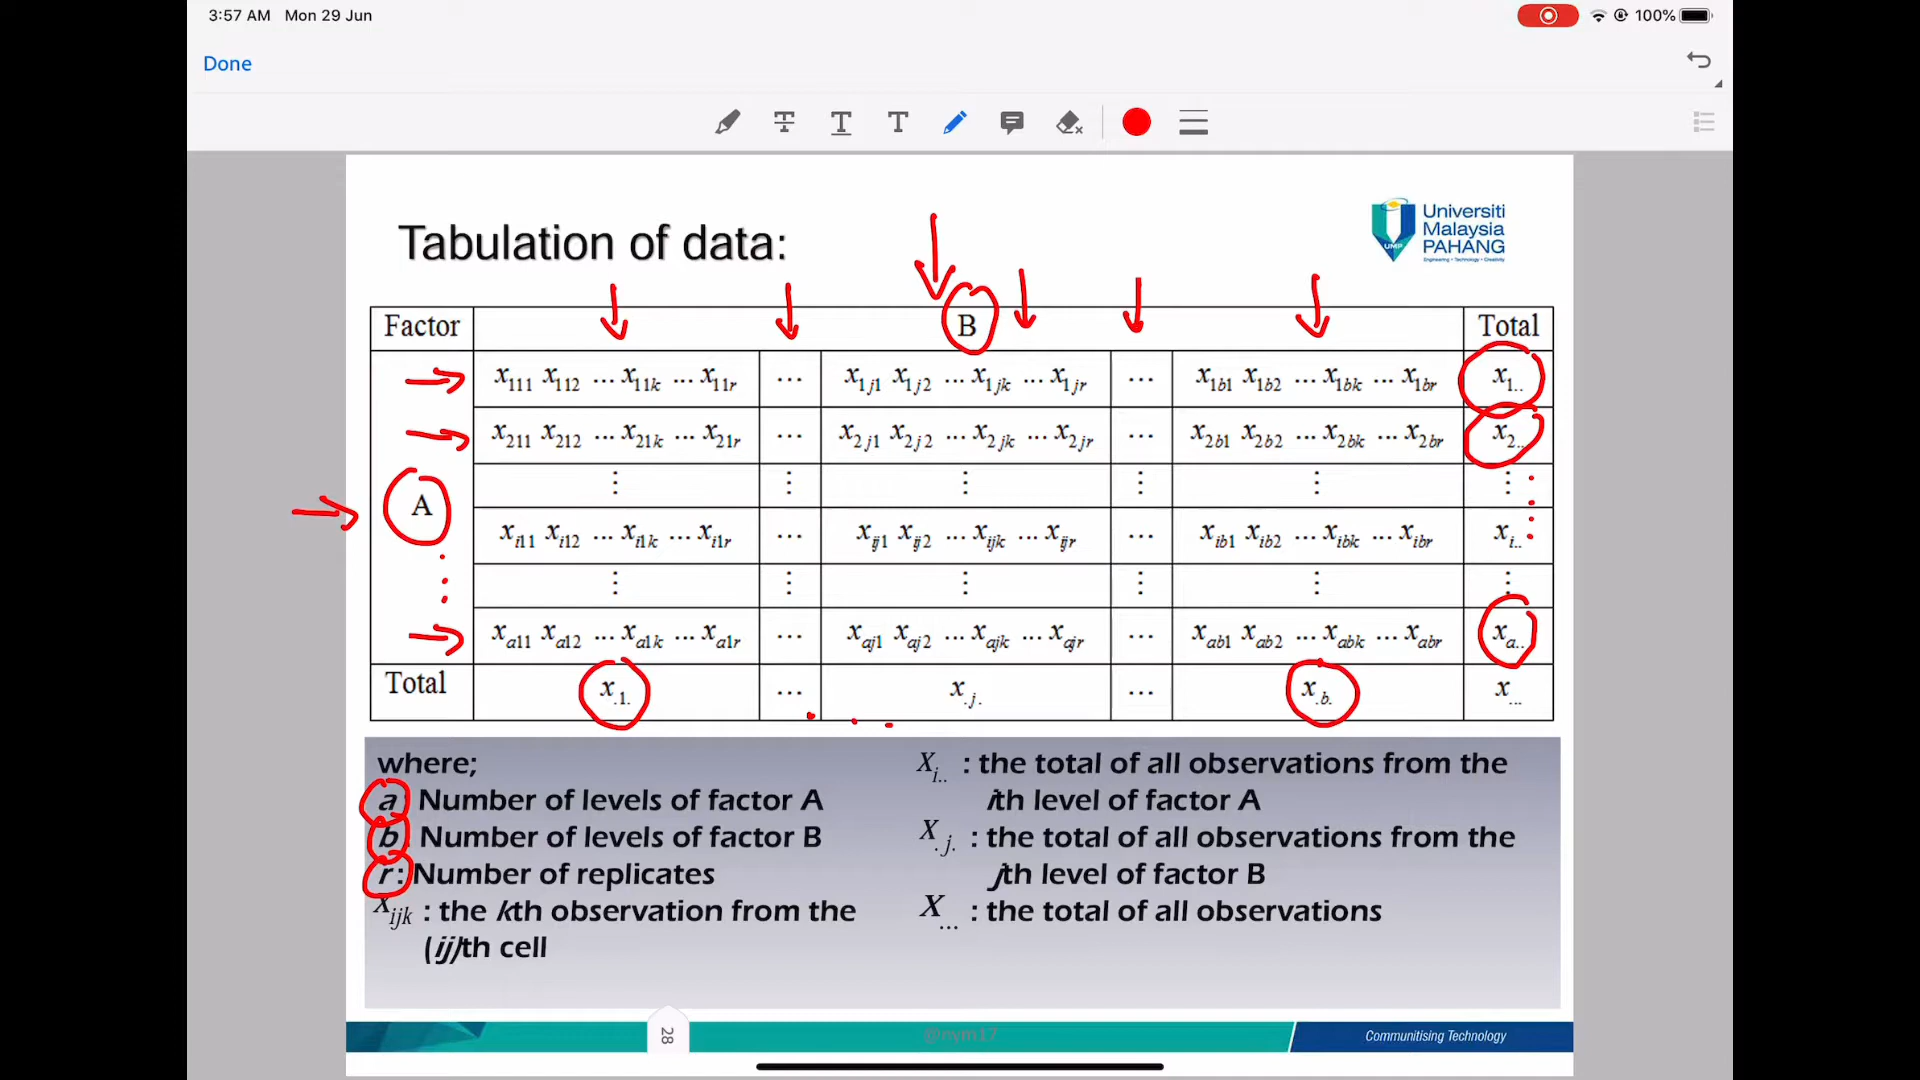 3:57 AM Mon 29 Jun 100%
Done
Tabulation of data:
Universiti
Malaysia
PAHANG
UMP
Engineering • Technology • Creativity
Factor B Total
x111 x112 ... x11k ... x11r ... x1j1 x1j2 ... x1jk ... x1jr ... x1b1 x1b2 ... x1bk ... x1br x1..
x211 x212 ... x21k ... x21r ... x2j1 x2j2 ... x2jk ... x2jr ... x2b1 x2b2 ... x2bk ... x2br x2..
⋮ ⋮ ⋮ ⋮ ⋮ ⋮
A
xi11 xi12 ... xi1k ... xi1r ... xij1 xij2 ... xijk ... xijr ... xib1 xib2 ... xibk ... xibr xi..
⋮ ⋮ ⋮ ⋮ ⋮ ⋮
xa11 xa12 ... xa1k ... xa1r ... xaj1 xaj2 ... xajk ... xajr ... xab1 xab2 ... xabk ... xabr xa..
Total x.1. ... x.j. ... x.b. x...
where;
a: Number of levels of factor A
b: Number of levels of factor B
r: Number of replicates
xijk : the kth observation from the
(ij)th cell
Xi.. : the total of all observations from the
ith level of factor A
X.j. : the total of all observations from the
jth level of factor B
X... : the total of all observations
28
@nym17
Communitising Technology